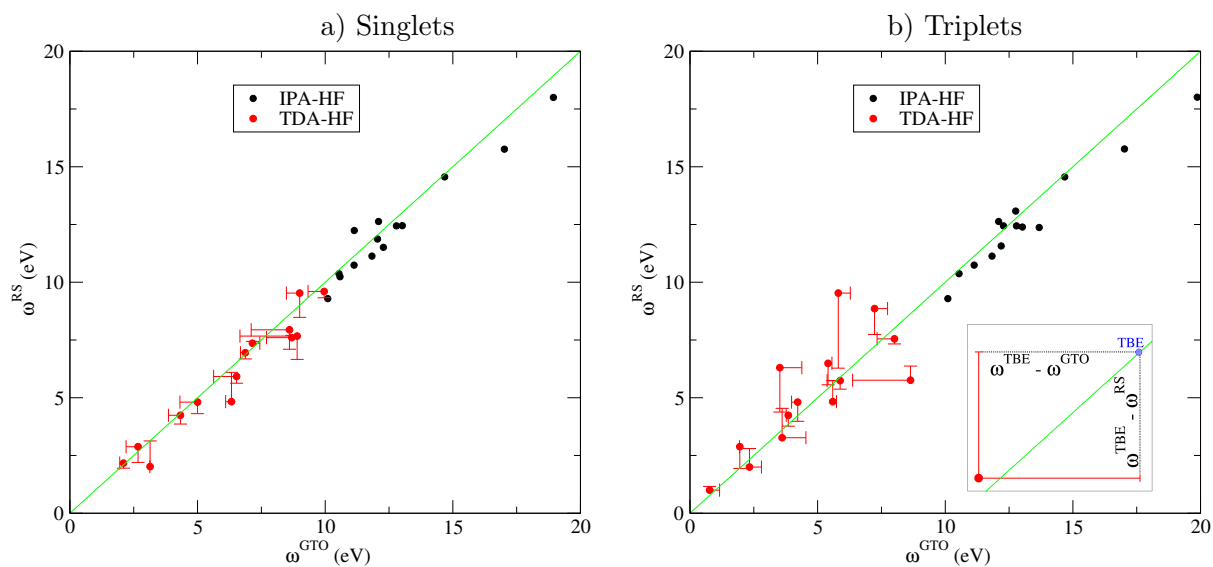 a) Singlets
20
15
10
5
0
ω^RS (eV)
IPA-HF
TDA-HF
0 5 10 15 20
ω^GTO (eV)
b) Triplets
20
15
10
5
0
ω^RS (eV)
IPA-HF
TDA-HF
TBE
ω^TBE - ω^GTO
ω^TBE - ω^RS
0 5 10 15 20
ω^GTO (eV)